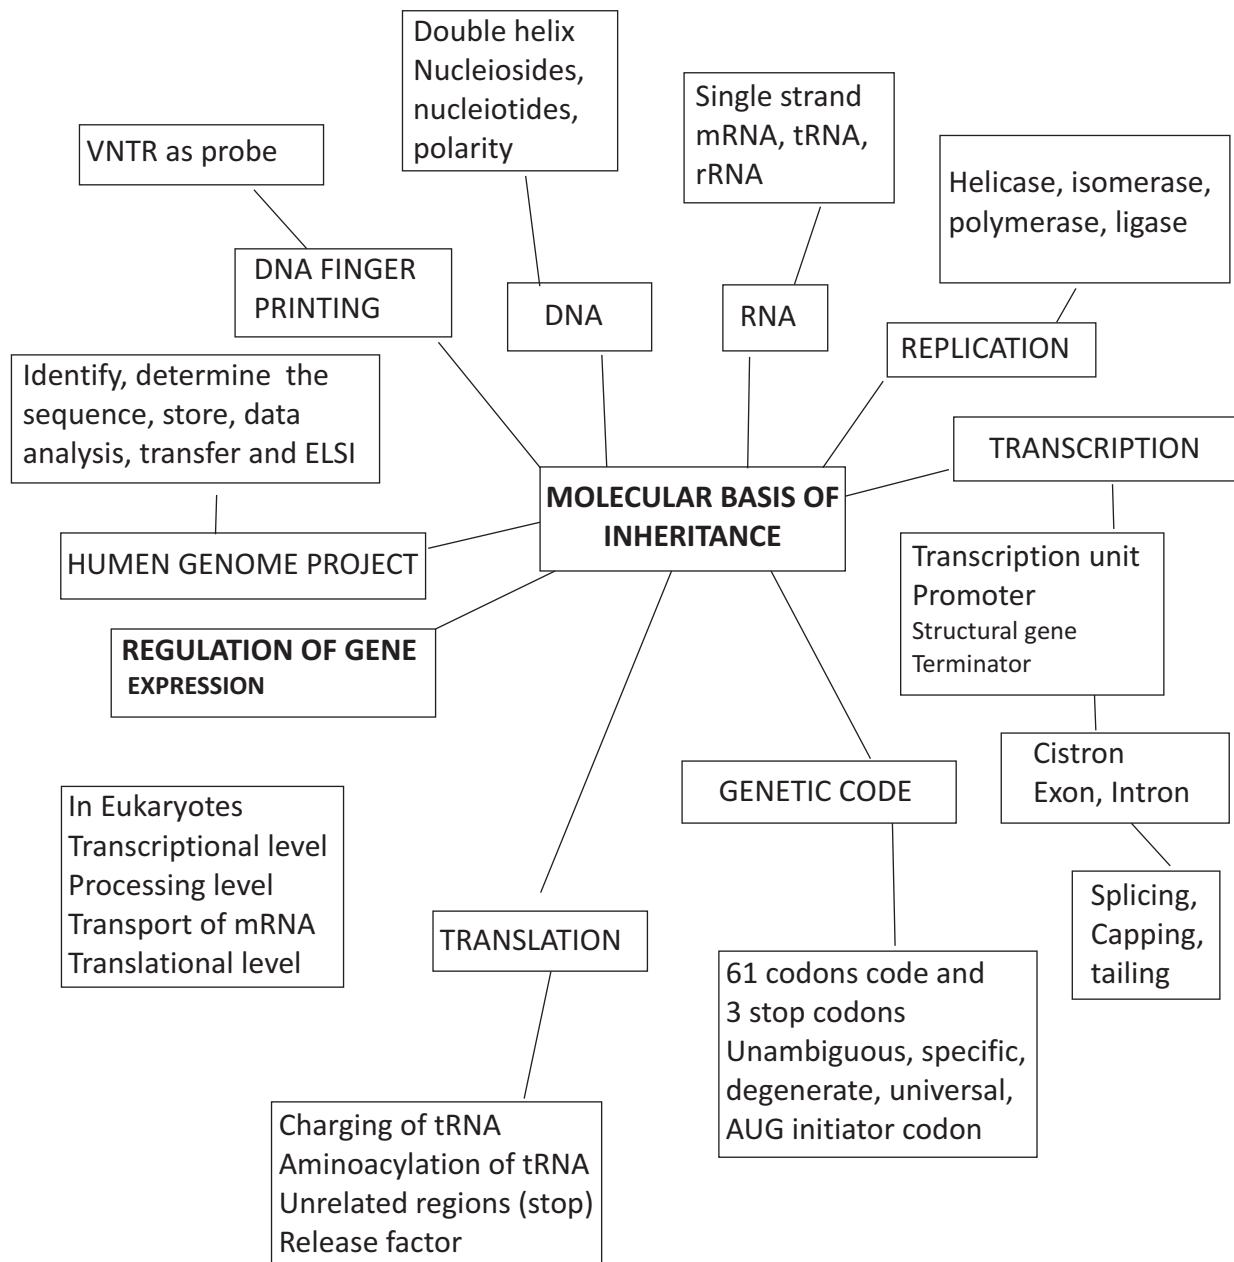 Double helix
Nucleiosides,
nucleiotides,
polarity
Single strand
mRNA, tRNA,
rRNA
VNTR as probe
Helicase, isomerase,
polymerase, ligase
DNA FINGER
PRINTING
DNA
RNA
REPLICATION
Identify, determine the
sequence, store, data
analysis, transfer and ELSI
TRANSCRIPTION
MOLECULAR BASIS OF
INHERITANCE
HUMEN GENOME PROJECT
Transcription unit
Promoter
Structural gene
Terminator
REGULATION OF GENE
EXPRESSION
Cistron
Exon, Intron
GENETIC CODE
In Eukaryotes
Transcriptional level
Processing level
Transport of mRNA
Translational level
Splicing,
Capping,
tailing
TRANSLATION
61 codons code and
3 stop codons
Unambiguous, specific,
degenerate, universal,
AUG initiator codon
Charging of tRNA
Aminoacylation of tRNA
Unrelated regions (stop)
Release factor